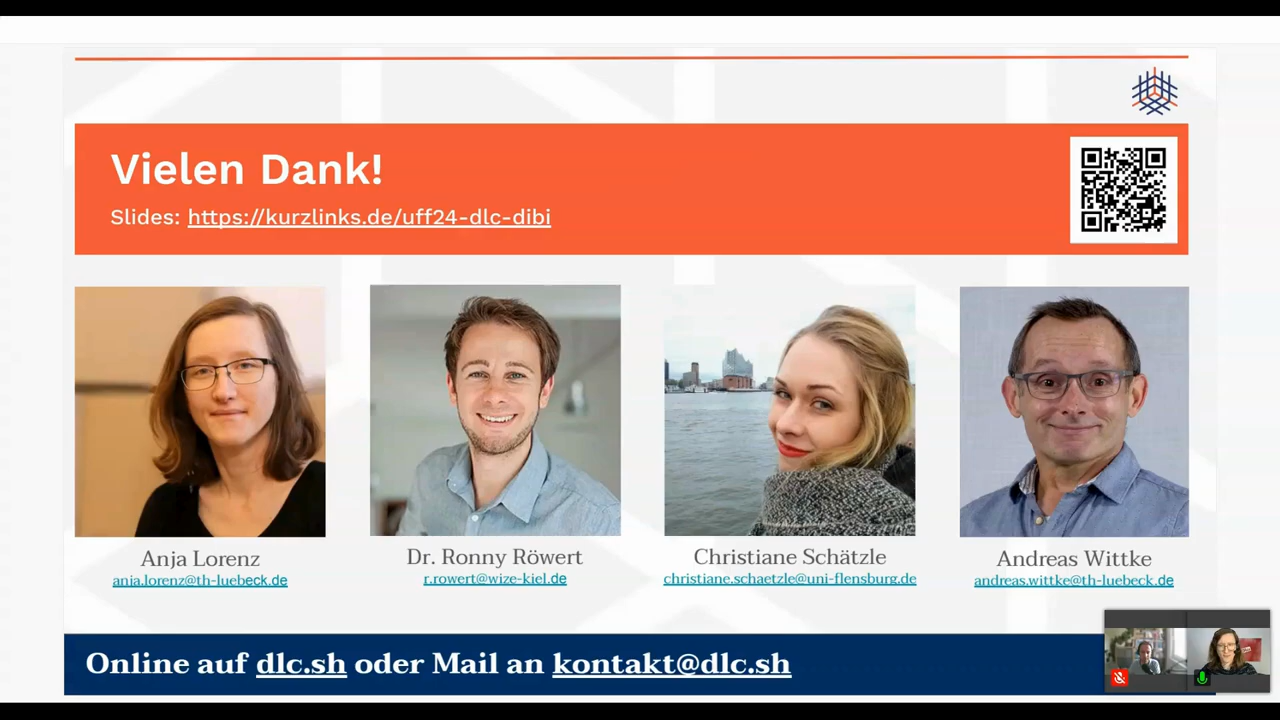 Vielen Dank!
Slides: https://kurzlinks.de/uff24-dlc-dibi
Anja Lorenz
anja.lorenz@th-luebeck.de
Dr. Ronny Röwert
r.rowert@wize-kiel.de
Christiane Schätzle
christiane.schaetzle@uni-flensburg.de
Andreas Wittke
andreas.wittke@th-luebeck.de
Online auf dlc.sh oder Mail an kontakt@dlc.sh